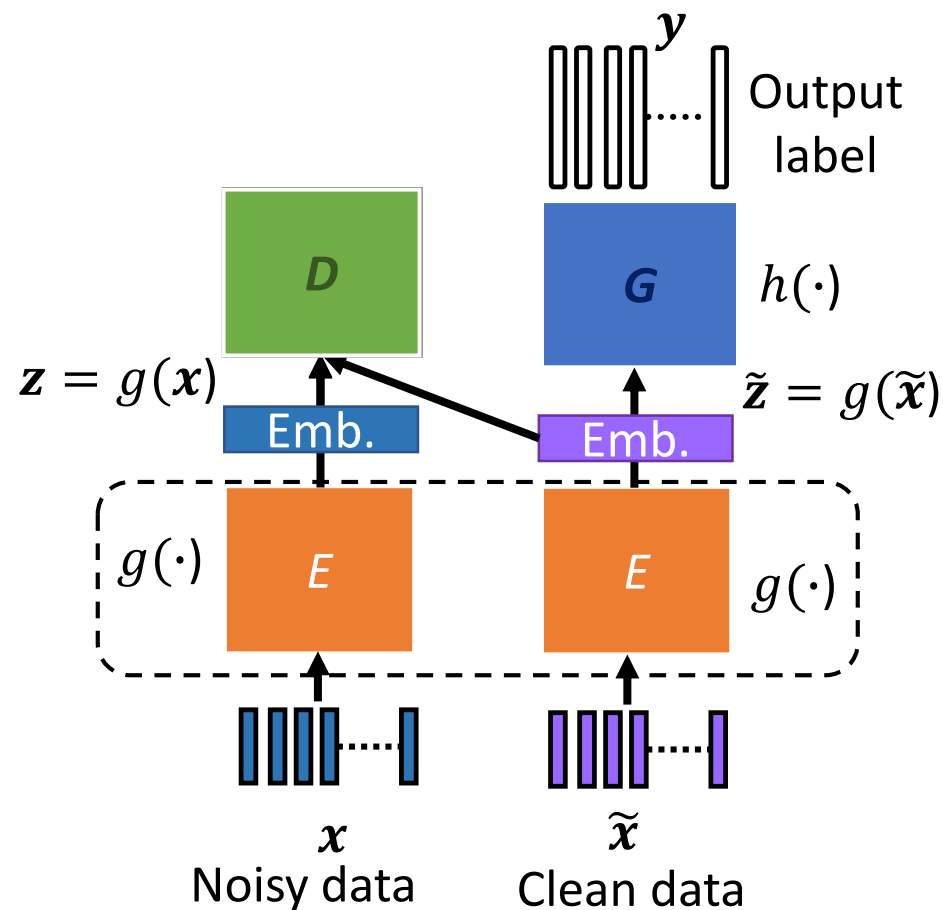 y
Output
label
D
G
h(·)
z = g(x)
z̃ = g(x̃)
Emb.
Emb.
g(·)
E
E
g(·)
x
x̃
Noisy data
Clean data